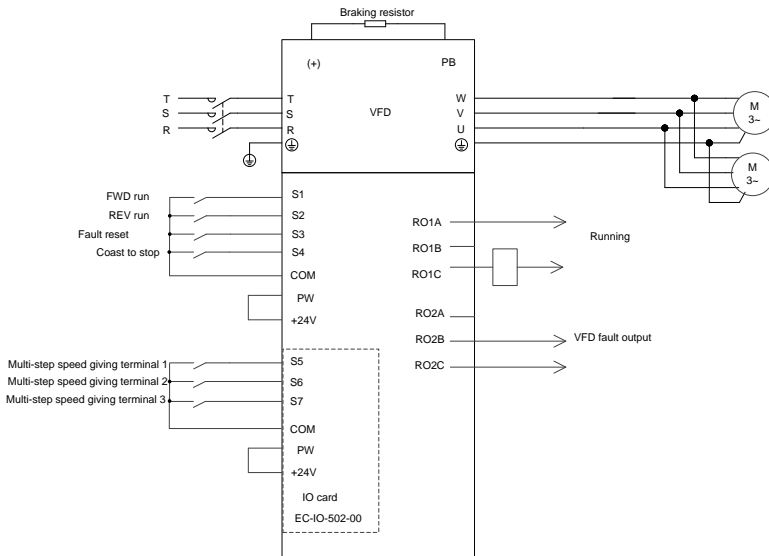 Braking resistor
(+) PB
T T W
S S VFD V
R R U
M
3~
M
3~
FWD run S1
REV run S2
Fault reset S3
Coast to stop S4
COM
PW
+24V
RO1A
Running
RO1B
RO1C
RO2A
RO2B VFD fault output
RO2C
Multi-step speed giving terminal 1 S5
Multi-step speed giving terminal 2 S6
Multi-step speed giving terminal 3 S7
COM
PW
+24V
IO card
EC-IO-502-00